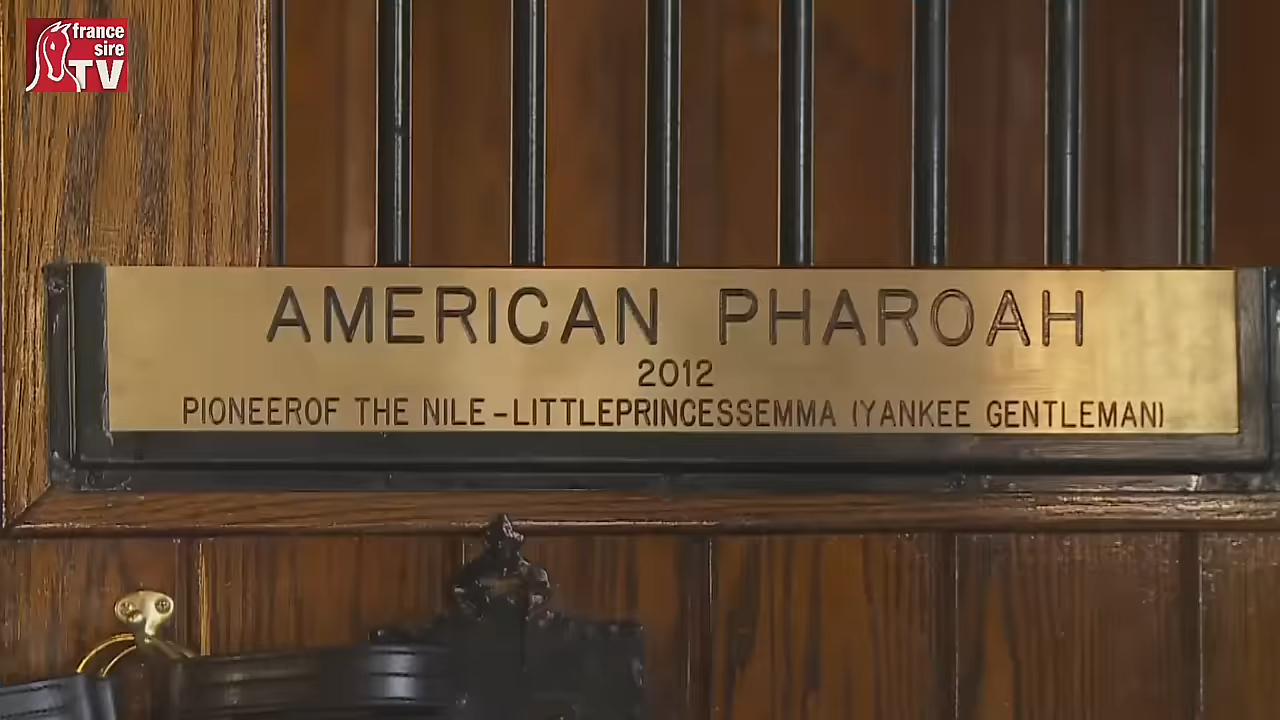 france
sire
TV
AMERICAN PHAROAH
2012
PIONEEROF THE NILE-LITTLEPRINCESSEMMA (YANKEE GENTLEMAN)